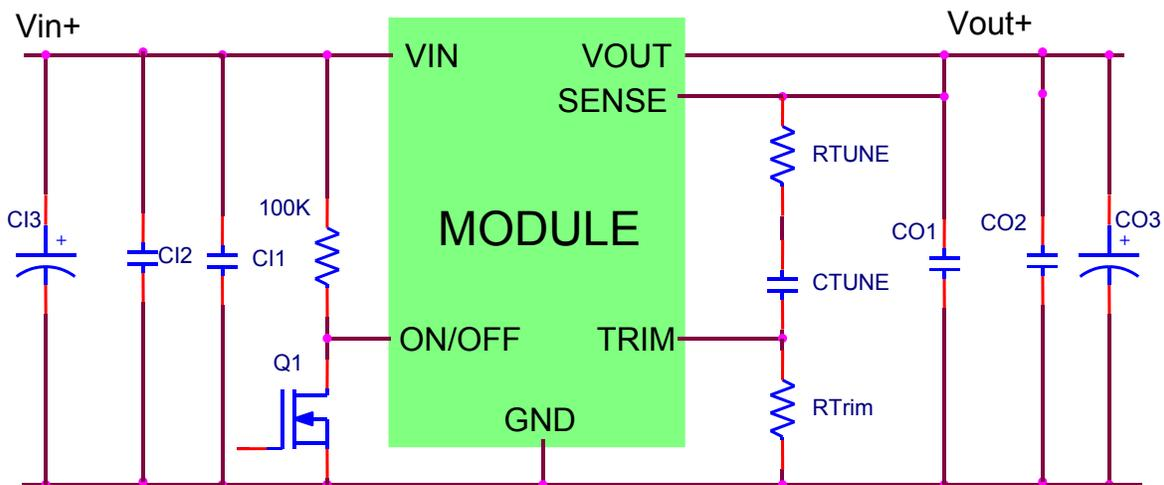 Vin+
Vout+
VIN
VOUT
SENSE
RTUNE
100K
CI3
+
CI2
CI1
MODULE
CO1
CO2
CO3
+
CTUNE
ON/OFF
TRIM
Q1
RTrim
GND